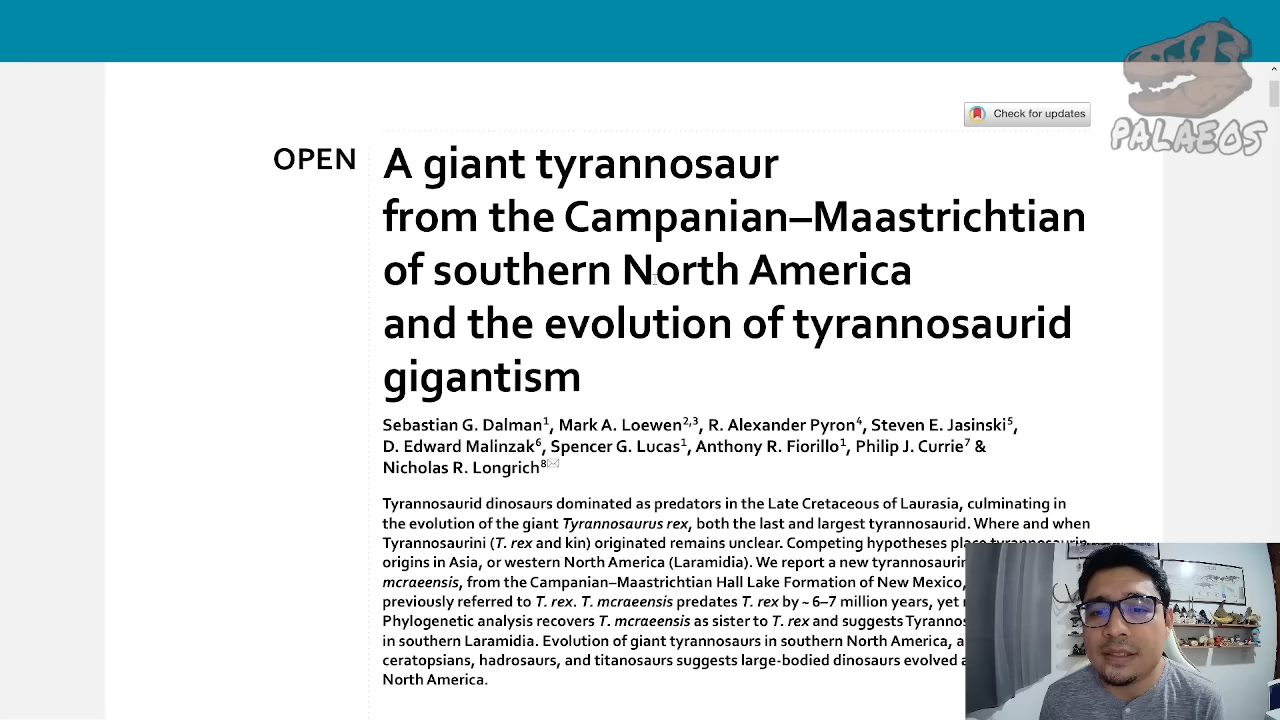 Check for updates
PALAEOS
OPEN
A giant tyrannosaur
from the Campanian–Maastrichtian
of southern North America
and the evolution of tyrannosaurid
gigantism
Sebastian G. Dalman1, Mark A. Loewen2,3, R. Alexander Pyron4, Steven E. Jasinski5,
D. Edward Malinzak6, Spencer G. Lucas1, Anthony R. Fiorillo1, Philip J. Currie7 &
Nicholas R. Longrich8✉
Tyrannosaurid dinosaurs dominated as predators in the Late Cretaceous of Laurasia, culminating in
the evolution of the giant Tyrannosaurus rex, both the last and largest tyrannosaurid. Where and when
Tyrannosaurini (T. rex and kin) originated remains unclear. Competing hypotheses place tyrannosaurin
origins in Asia, or western North America (Laramidia). We report a new tyrannosaurin
mcraeensis, from the Campanian–Maastrichtian Hall Lake Formation of New Mexico,
previously referred to T. rex. T. mcraeensis predates T. rex by ~ 6–7 million years, yet
Phylogenetic analysis recovers T. mcraeensis as sister to T. rex and suggests
in southern Laramidia. Evolution of giant tyrannosaurs in southern North America,
ceratopsians, hadrosaurs, and titanosaurs suggests large-bodied dinosaurs evolved
North America.